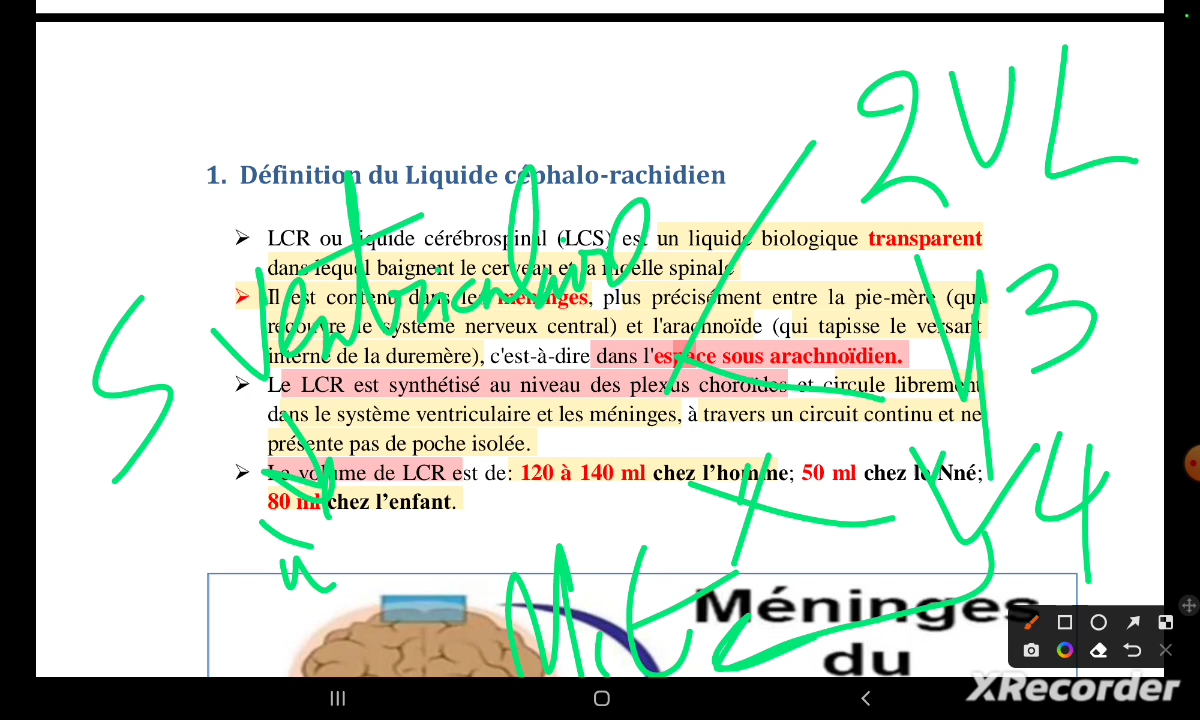 1. Définition du Liquide céphalo-rachidien
2VL
➢ LCR ou liquide cérébrospinal (LCS) est un liquide biologique transparent
dans lequel baignent le cerveau et la moelle spinale
➢ Il est contenu dans les méninges, plus précisément entre la pie-mère (qui
recouvre le système nerveux central) et l'arachnoïde (qui tapisse le versant
interne de la duremère), c'est-à-dire dans l'espace sous arachnoïdien.
➢ Le LCR est synthétisé au niveau des plexus choroïdes et circule librement
dans le système ventriculaire et les méninges, à travers un circuit continu et ne
présente pas de poche isolée.
➢ Le volume de LCR est de: 120 à 140 ml chez l’homme; 50 ml chez le Nné;
80 ml chez l’enfant.
S ventriculaire
V3
V4
Méninges
du
XRecorder